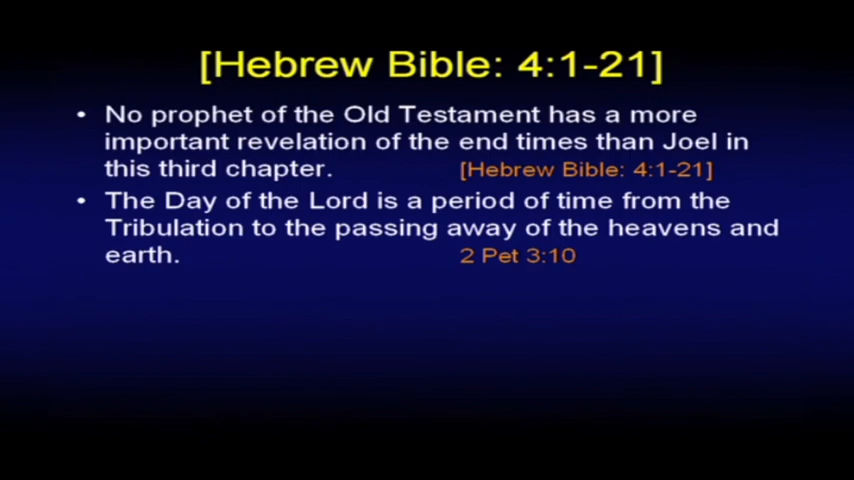 [Hebrew Bible: 4:1-21]
• No prophet of the Old Testament has a more
important revelation of the end times than Joel in
this third chapter. [Hebrew Bible: 4:1-21]
• The Day of the Lord is a period of time from the
Tribulation to the passing away of the heavens and
earth. 2 Pet 3:10